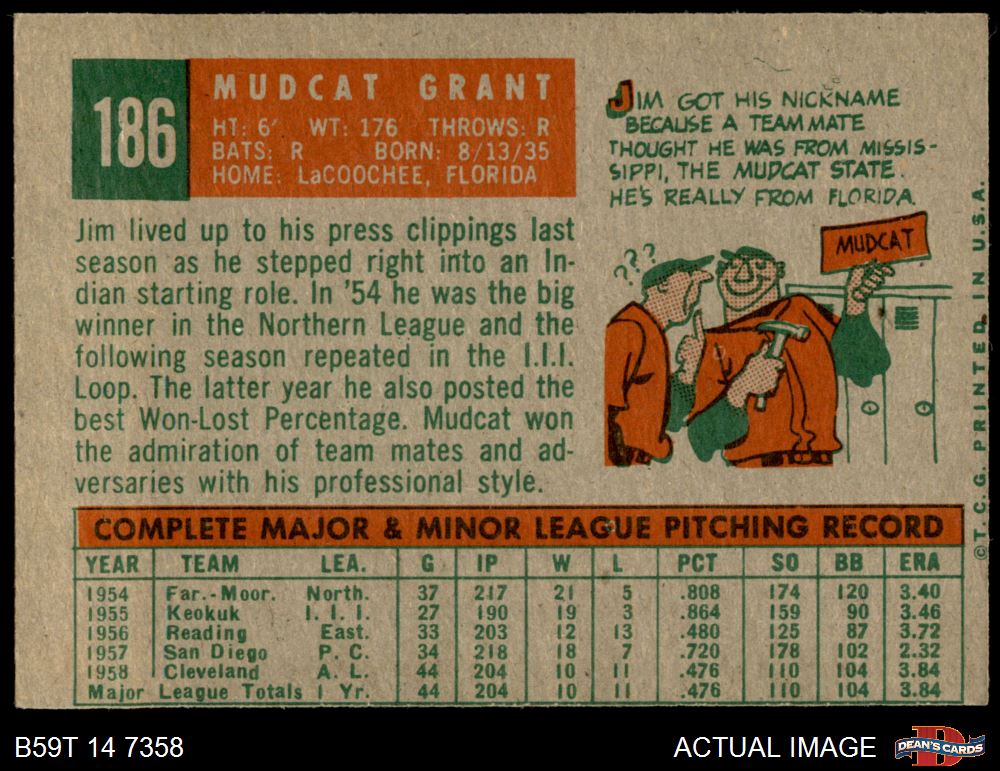 186
MUDCAT GRANT
HT: 6' WT: 176 THROWS: R
BATS: R BORN: 8/13/35
HOME: LaCOOCHEE, FLORIDA
JIM GOT HIS NICKNAME
BECAUSE A TEAM MATE
THOUGHT HE WAS FROM MISSIS-
SIPPI, THE MUDCAT STATE.
HE'S REALLY FROM FLORIDA.
???
MUDCAT
Jim lived up to his press clippings last
season as he stepped right into an In-
dian starting role. In '54 he was the big
winner in the Northern League and the
following season repeated in the I.I.I.
Loop. The latter year he also posted the
best Won-Lost Percentage. Mudcat won
the admiration of team mates and ad-
versaries with his professional style.
©T.C.G. PRINTED IN U.S.A.
COMPLETE MAJOR & MINOR LEAGUE PITCHING RECORD
YEAR TEAM LEA. G IP W L PCT SO BB ERA
1954 Far.-Moor. North. 37 217 21 5 .808 174 120 3.40
1955 Keokuk I. I. I. 27 190 19 3 .864 159 90 3.46
1956 Reading East. 33 203 12 13 .480 125 87 3.72
1957 San Diego P. C. 34 218 18 7 .720 178 102 2.32
1958 Cleveland A. L. 44 204 10 11 .476 110 104 3.84
Major League Totals 1 Yr. 44 204 10 11 .476 110 104 3.84
B59T 14 7358
ACTUAL IMAGE
D
DEAN'S CARDS